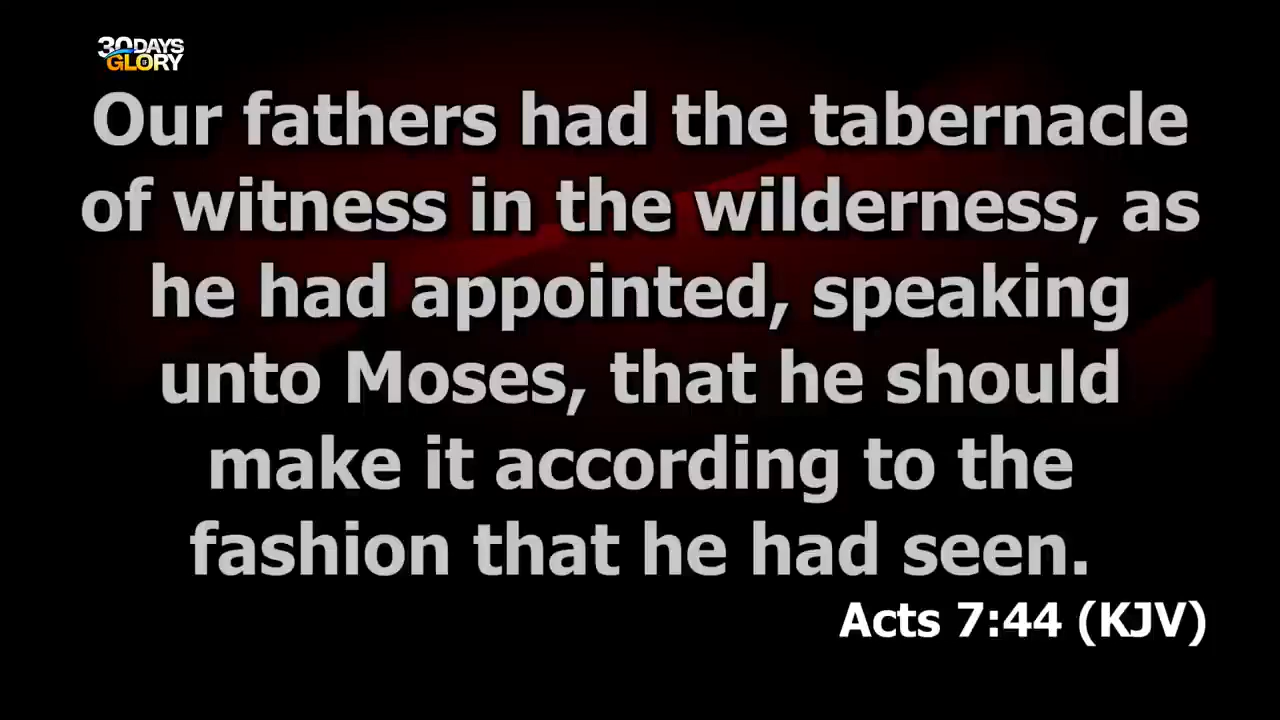 30DAYS
OF GLORY
Our fathers had the tabernacle
of witness in the wilderness, as
he had appointed, speaking
unto Moses, that he should
make it according to the
fashion that he had seen.
Acts 7:44 (KJV)